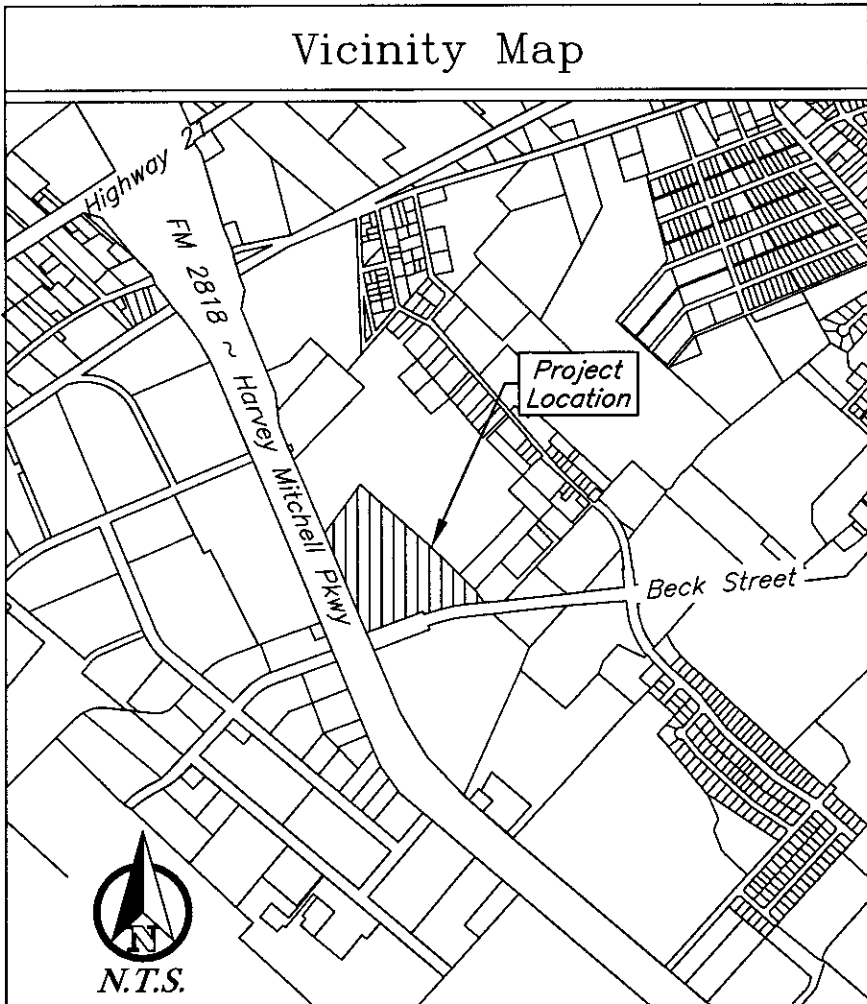 Vicinity Map
Highway 21
FM 2818 ~ Harvey Mitchell Pkwy
Project
Location
Beck Street
N
N.T.S.